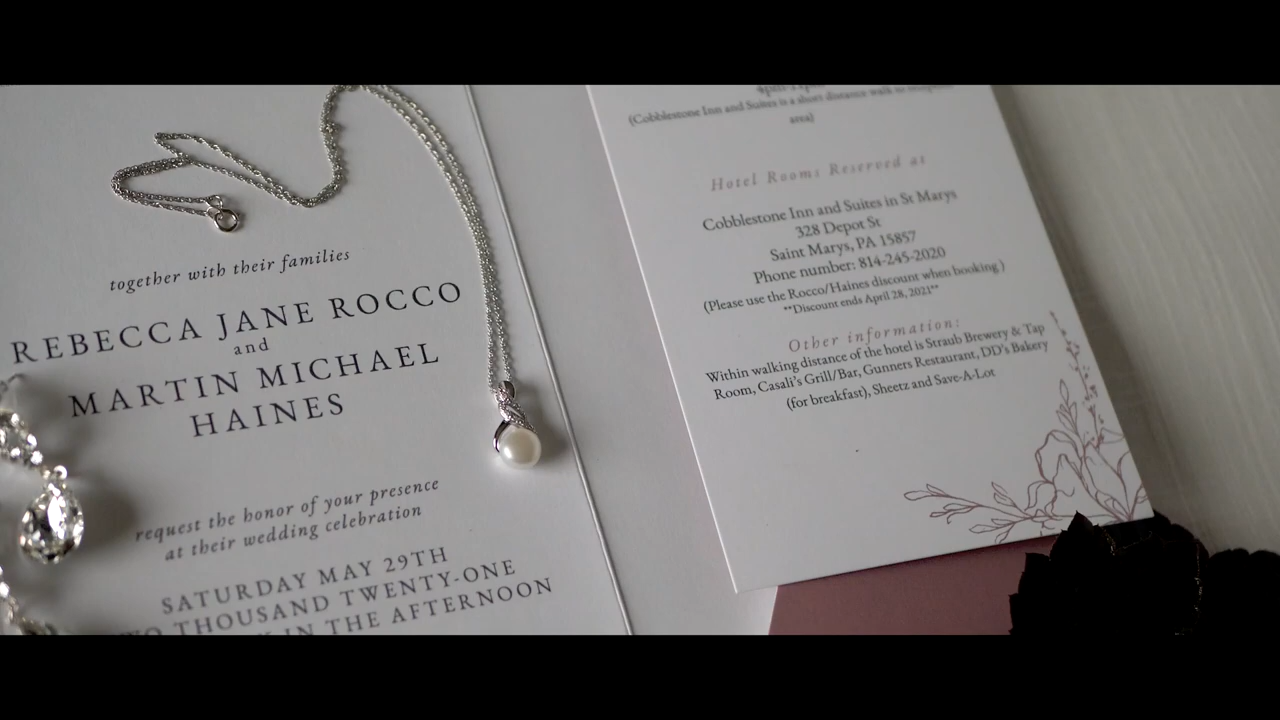 together with their families
REBECCA JANE ROCCO
and
MARTIN MICHAEL
HAINES
request the honor of your presence
at their wedding celebration
SATURDAY MAY 29TH
THOUSAND TWENTY-ONE
IN THE AFTERNOON
(Cobblestone Inn and Suites is a short distance walk to reception
area)
Hotel Rooms Reserved at
Cobblestone Inn and Suites in St Marys
328 Depot St
Saint Marys, PA 15857
Phone number: 814-245-2020
(Please use the Rocco/Haines discount when booking)
**Discount ends April 28, 2021**
Other information:
Within walking distance of the hotel is Straub Brewery & Tap
Room, Casali's Grill/Bar, Gunners Restaurant, DD's Bakery
(for breakfast), Sheetz and Save-A-Lot